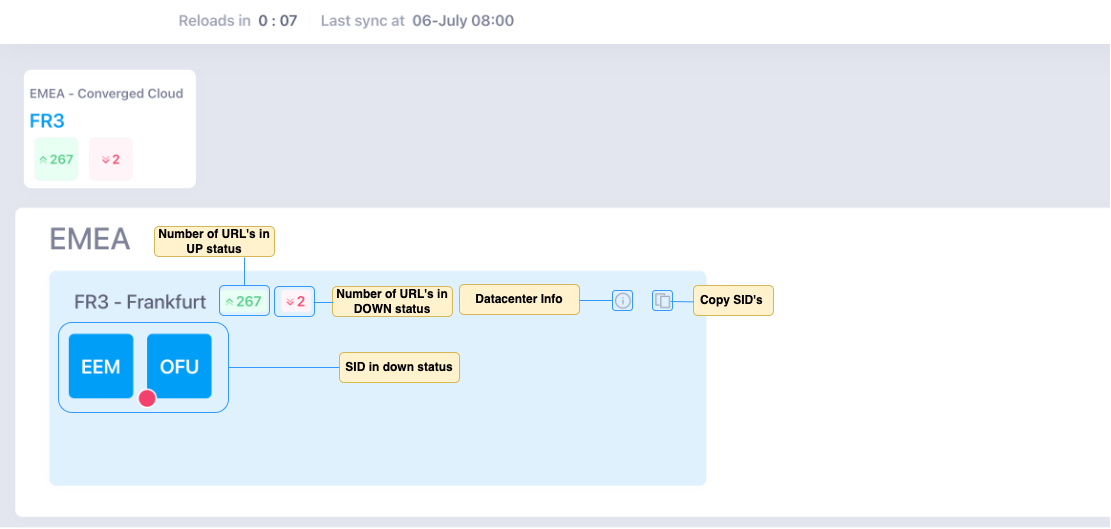 Reloads in 0 : 07 Last sync at 06-July 08:00
EMEA - Converged Cloud
FR3
267 2
EMEA
Number of URL's in
UP status
FR3 - Frankfurt 267 2
Number of URL's in
DOWN status
Datacenter Info
Copy SID's
EEM OFU
SID in down status